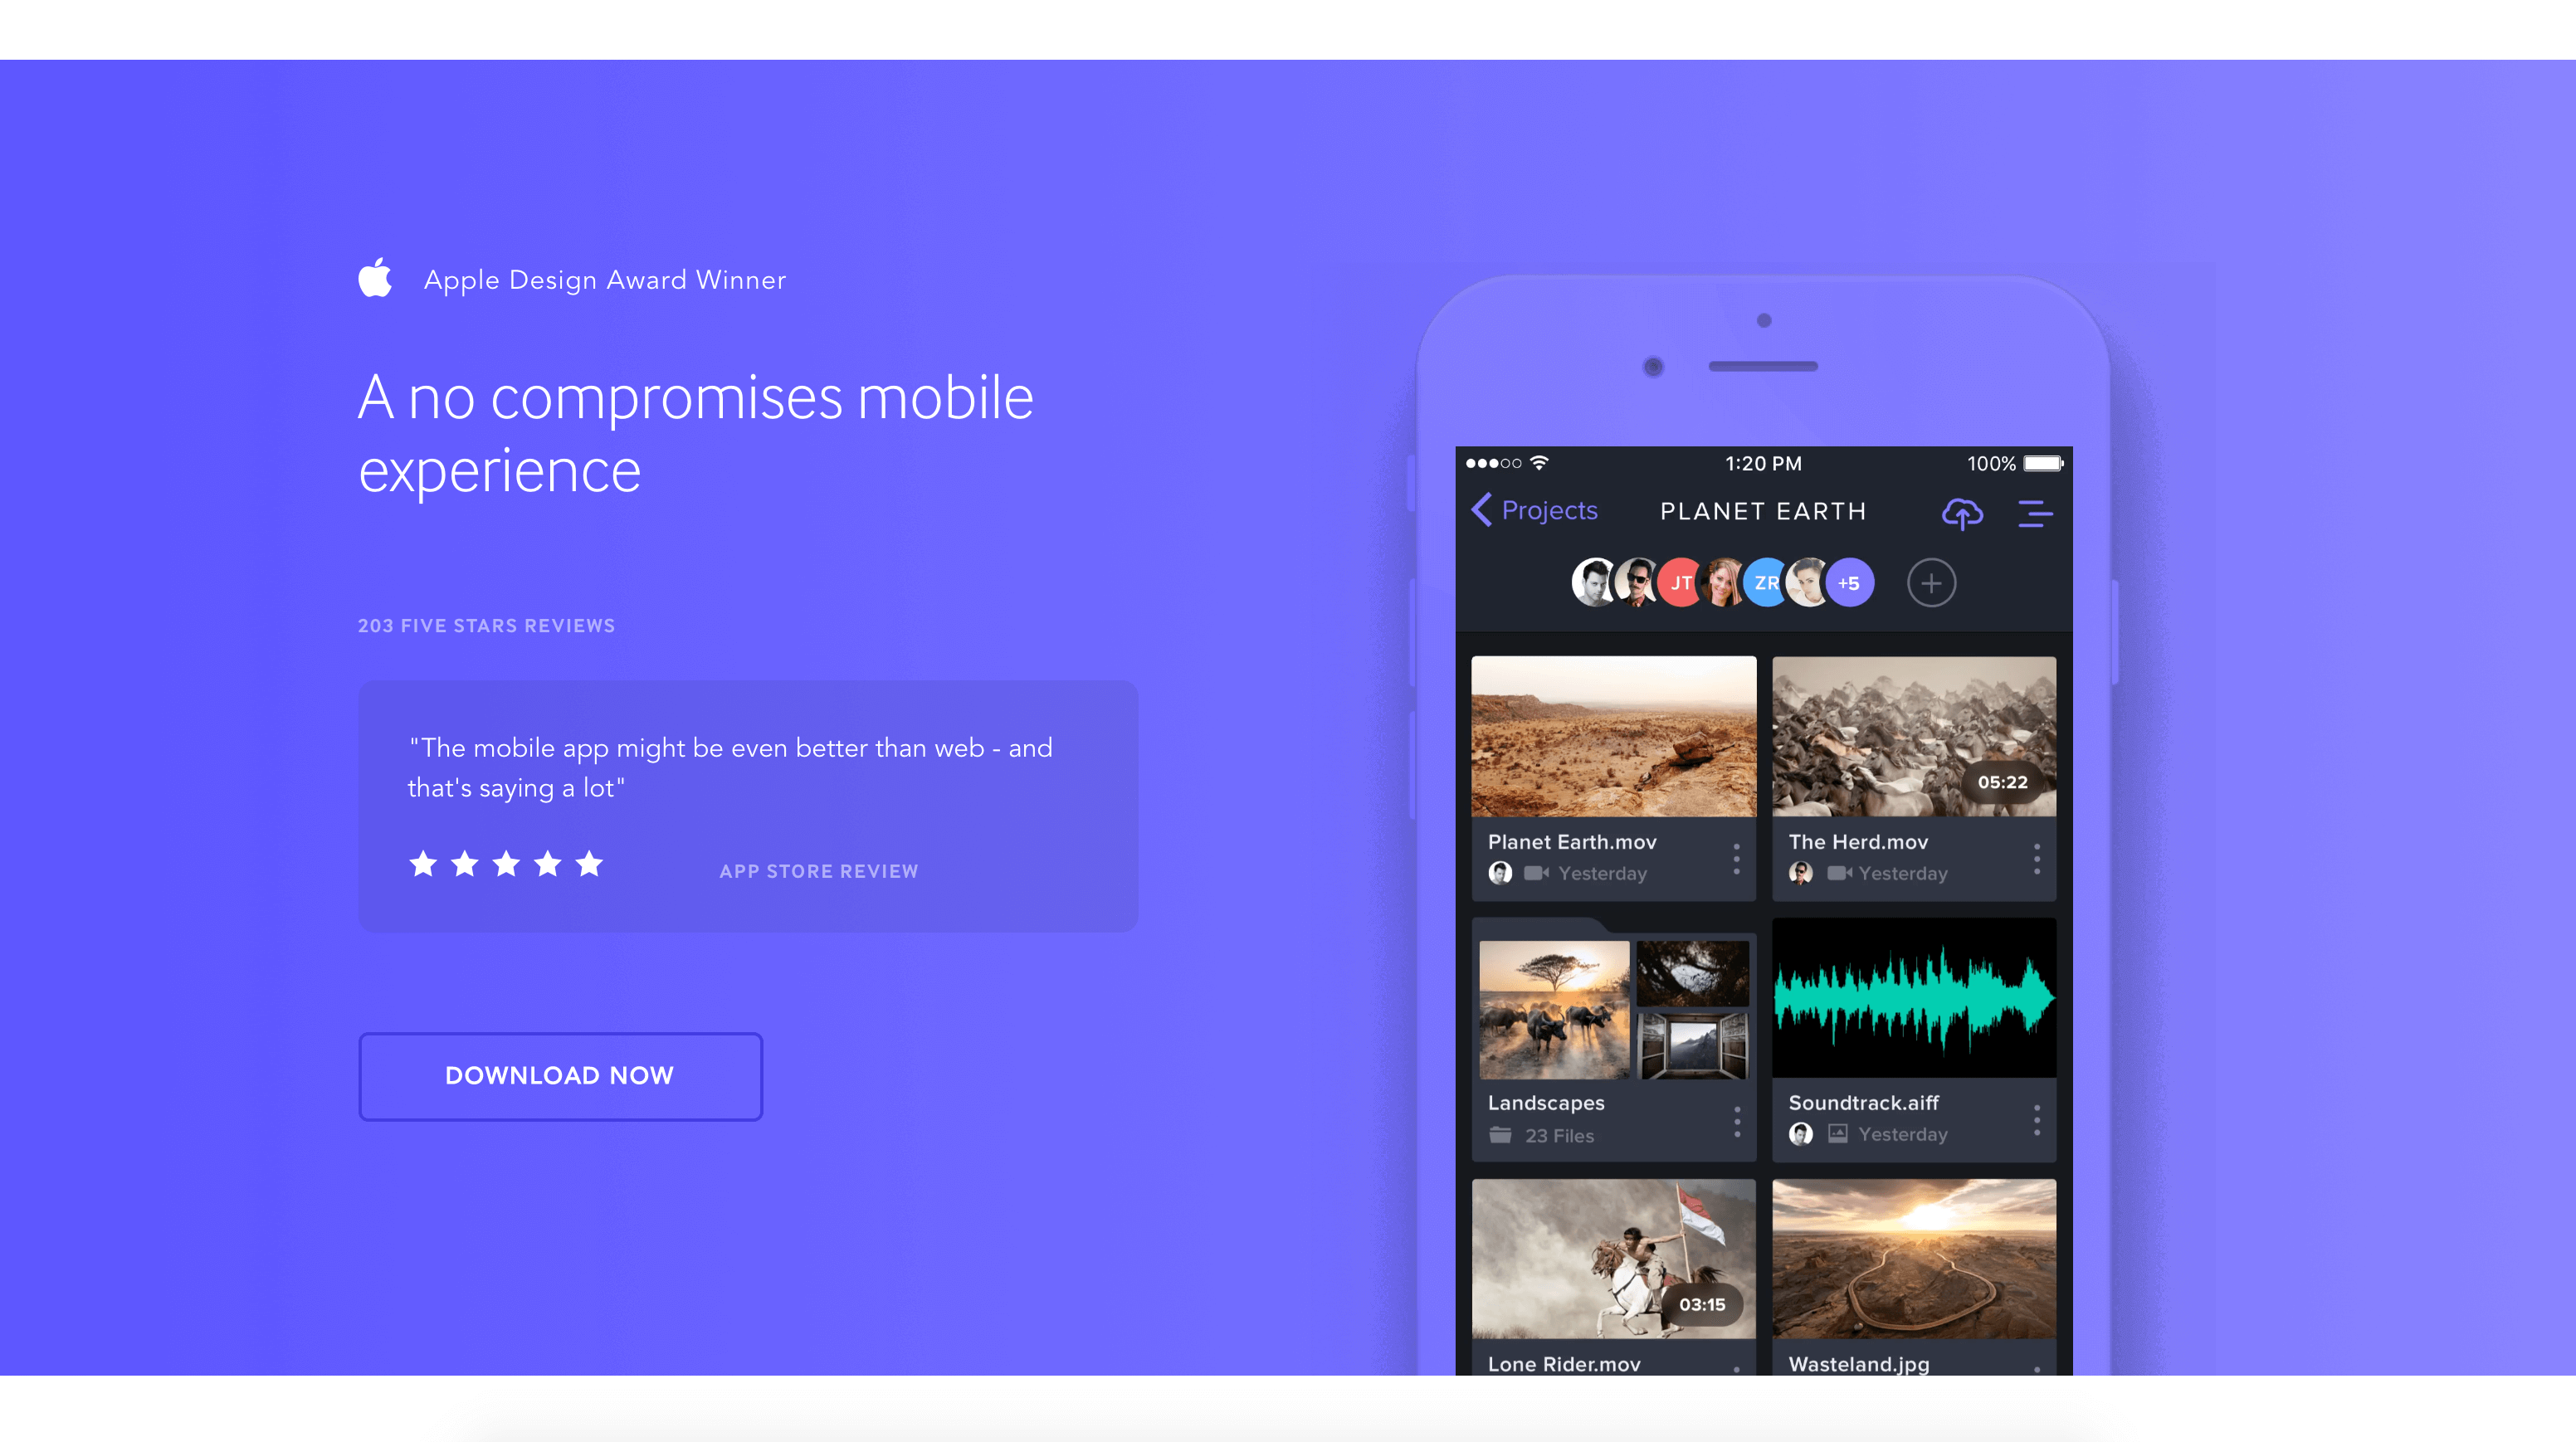 Apple Design Award Winner
A no compromises mobile
experience
203 FIVE STARS REVIEWS
"The mobile app might be even better than web - and
that's saying a lot"
APP STORE REVIEW
DOWNLOAD NOW
1:20 PM
100%
Projects
PLANET EARTH
JT
ZR
+5
05:22
Planet Earth.mov
Yesterday
The Herd.mov
Yesterday
Landscapes
23 Files
Soundtrack.aiff
Yesterday
03:15
Lone Rider.mov
Wasteland.jpg